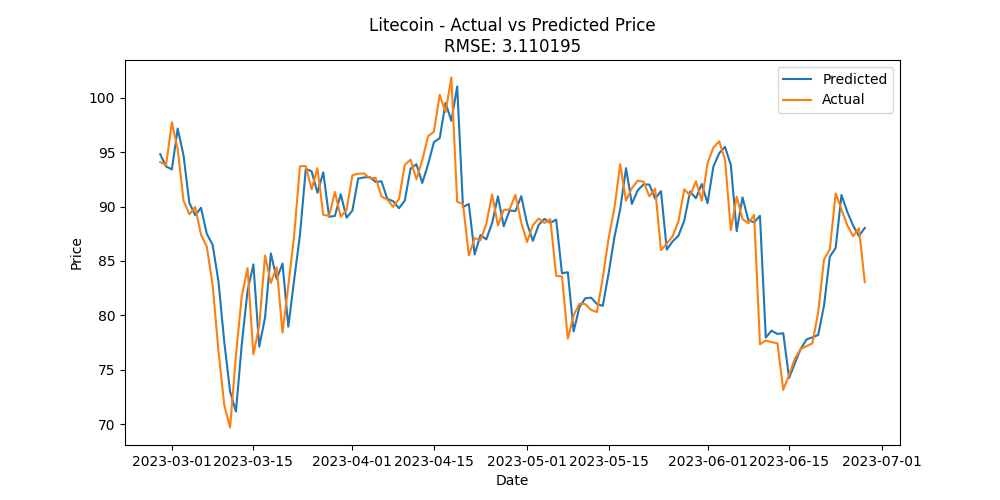 Litecoin - Actual vs Predicted Price
RMSE: 3.110195
Predicted
Actual
Price
100
95
90
85
80
75
70
2023-03-01
2023-03-15
2023-04-01
2023-04-15
2023-05-01
2023-05-15
2023-06-01
2023-06-15
2023-07-01
Date